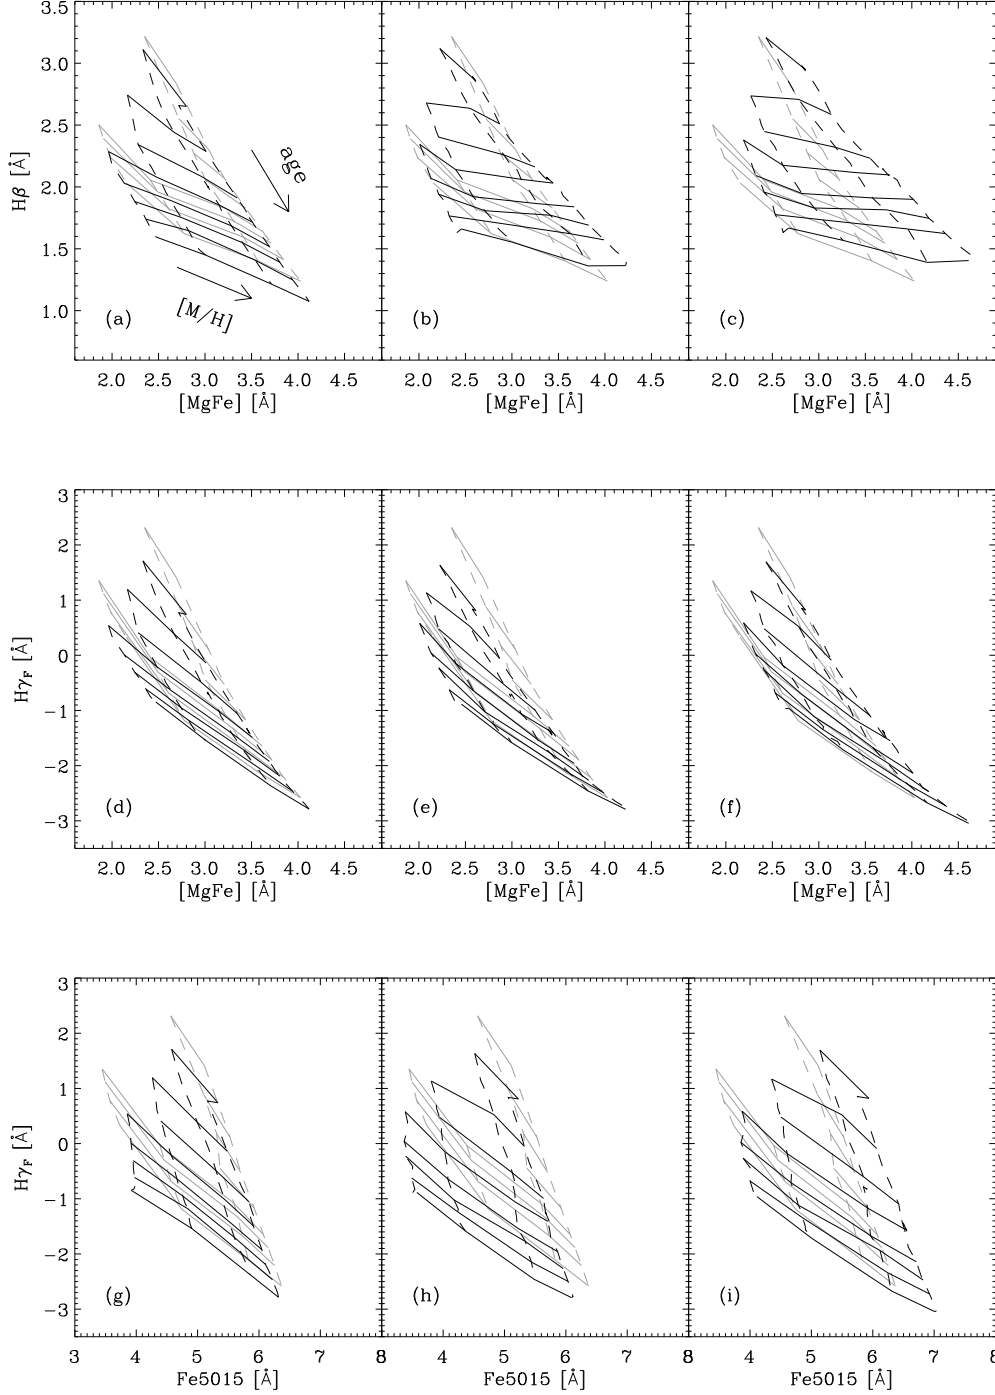 3.5
3.0
2.5
2.0
1.5
1.0
Hβ [Å]
age
[M/H]
(a)
(b)
(c)
2.0 2.5 3.0 3.5 4.0 4.5
2.0 2.5 3.0 3.5 4.0 4.5
2.0 2.5 3.0 3.5 4.0 4.5
[MgFe] [Å]
[MgFe] [Å]
[MgFe] [Å]
3
2
1
0
−1
−2
−3
HγF [Å]
(d)
(e)
(f)
2.0 2.5 3.0 3.5 4.0 4.5
2.0 2.5 3.0 3.5 4.0 4.5
2.0 2.5 3.0 3.5 4.0 4.5
[MgFe] [Å]
[MgFe] [Å]
[MgFe] [Å]
3
2
1
0
−1
−2
−3
HγF [Å]
(g)
(h)
(i)
3 4 5 6 7
4 5 6 7
4 5 6 7 8
Fe5015 [Å]
Fe5015 [Å]
Fe5015 [Å]